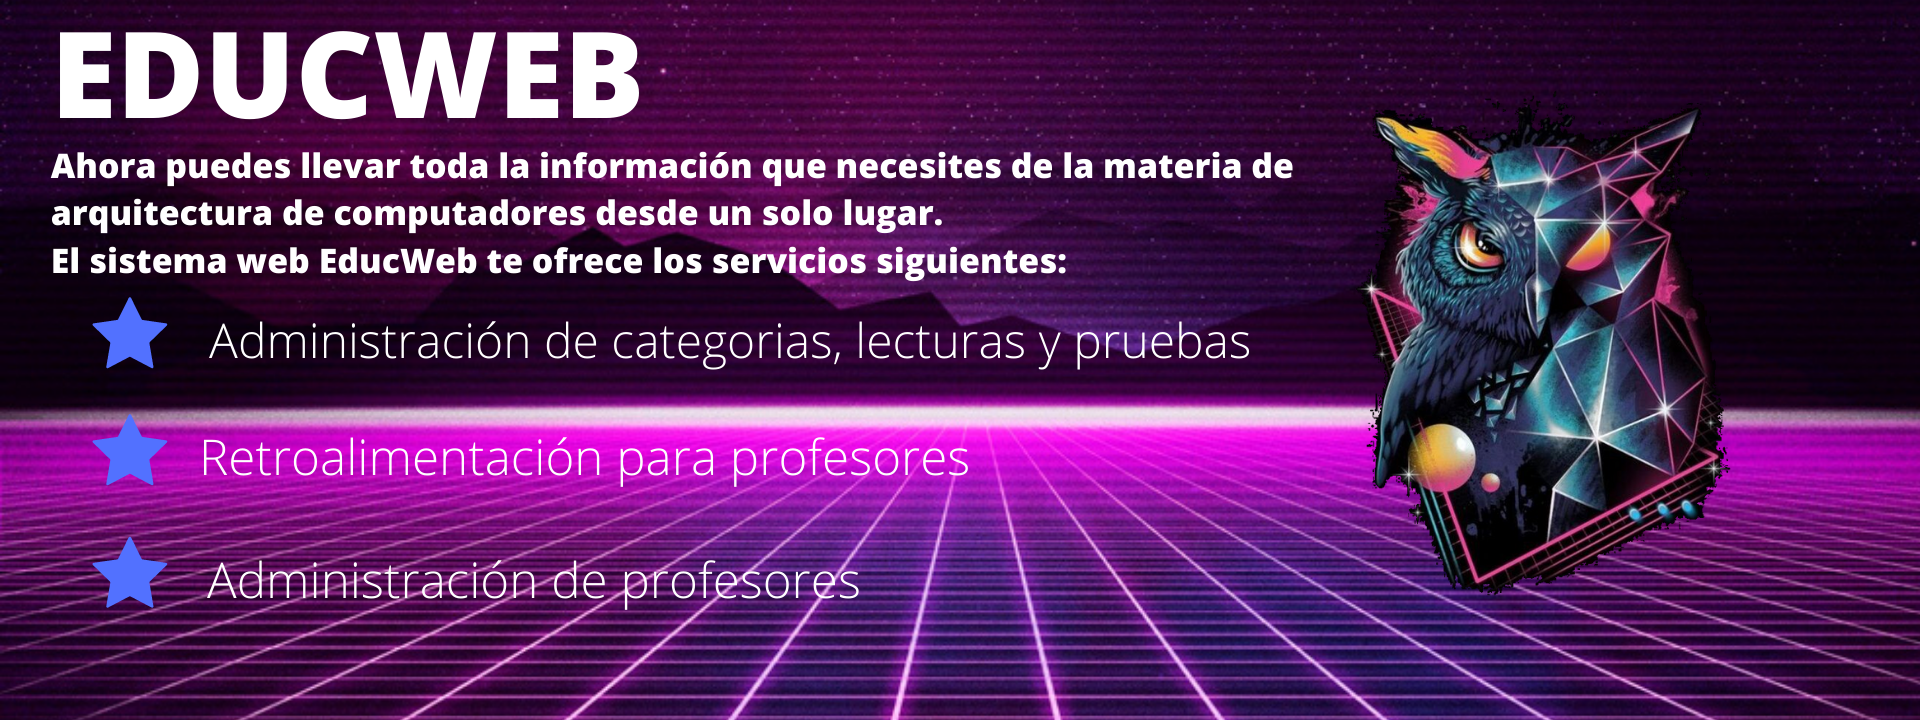 EDUCWEB
Ahora puedes llevar toda la información que necesites de la materia de
arquitectura de computadores desde un solo lugar.
El sistema web EducWeb te ofrece los servicios siguientes:
Administración de categorias, lecturas y pruebas
Retroalimentación para profesores
Administración de profesores